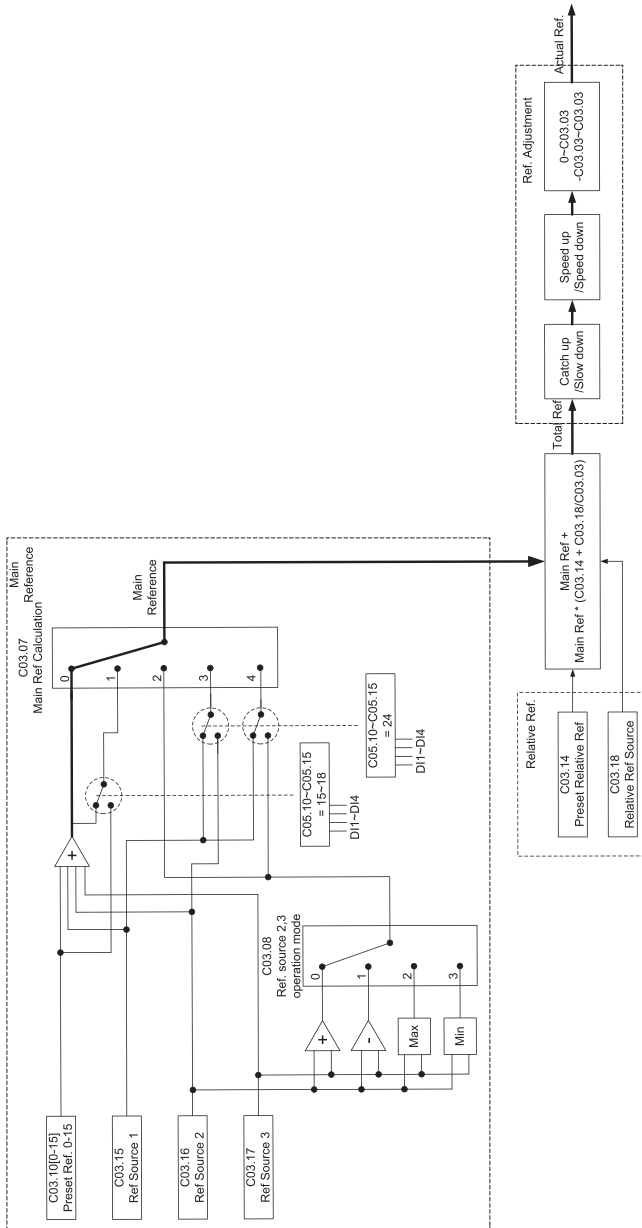 Main
Reference
C03.10[0-15]
Preset Ref. 0-15
C03.15
Ref Source 1
C03.16
Ref Source 2
C03.17
Ref Source 3
+
-
Max
Min
C03.08
Ref. source 2,3
operation mode
0
1
2
3
+
C05.10~C05.15
= 15~18
DI1~DI4
C05.10~C05.15
= 24
DI1~DI4
C03.07
Main Ref Calculation
0
1
2
3
4
Main
Reference
Relative Ref.
C03.14
Preset Relative Ref
C03.18
Relative Ref Source
Main Ref +
Main Ref * (C03.14 + C03.18/C03.03)
Total Ref
Ref. Adjustment
Catch up
/Slow down
Speed up
/Speed down
0~C03.03
-C03.03~C03.03
Actual Ref.